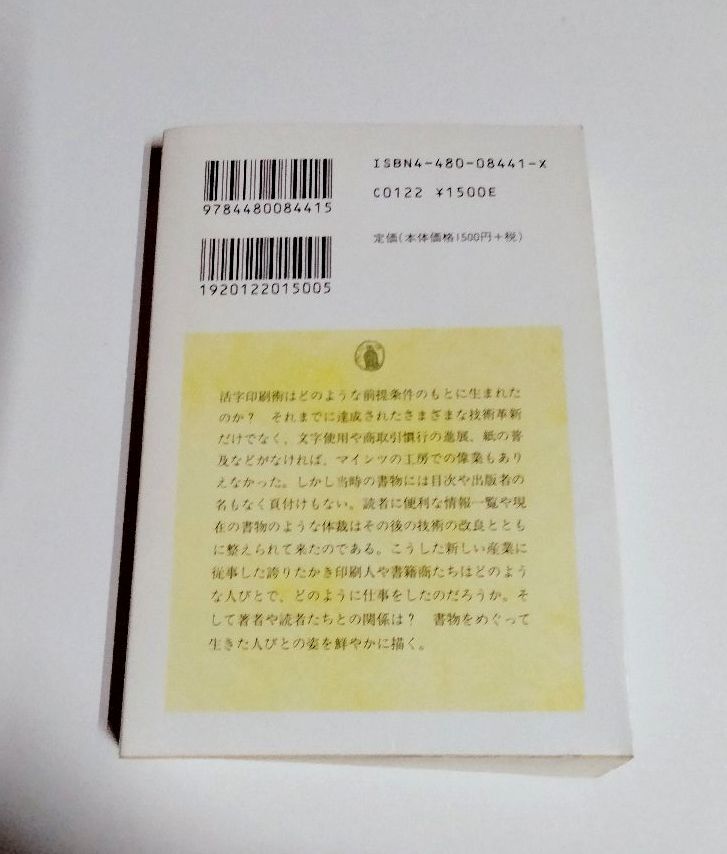 ISBN4-480-08441-X
C0122 ¥1500E
定価(本体価格1500円+税)
9784480084415
1920122015005
活字印刷術はどのような前提条件のもとに生まれた
のか？ それまでに達成されたさまざまな技術革新
だけでなく、文字使用や商取引慣行の進展、紙の普
及などがなければ、マインツの工房での偉業もあり
えなかった。しかし当時の書物には目次や出版者の
名もなく頁付けもない。読者に便利な情報一覧や現
在の書物のような体裁はその後の技術の改良ととも
に整えられて来たのである。こうした新しい産業に
従事した誇りたかき印刷人や書籍商たちはどのよう
な人びとで、どのように仕事をしたのだろうか。そ
して著者や読者たちとの関係は？ 書物をめぐって
生きた人びとの姿を鮮やかに描く。